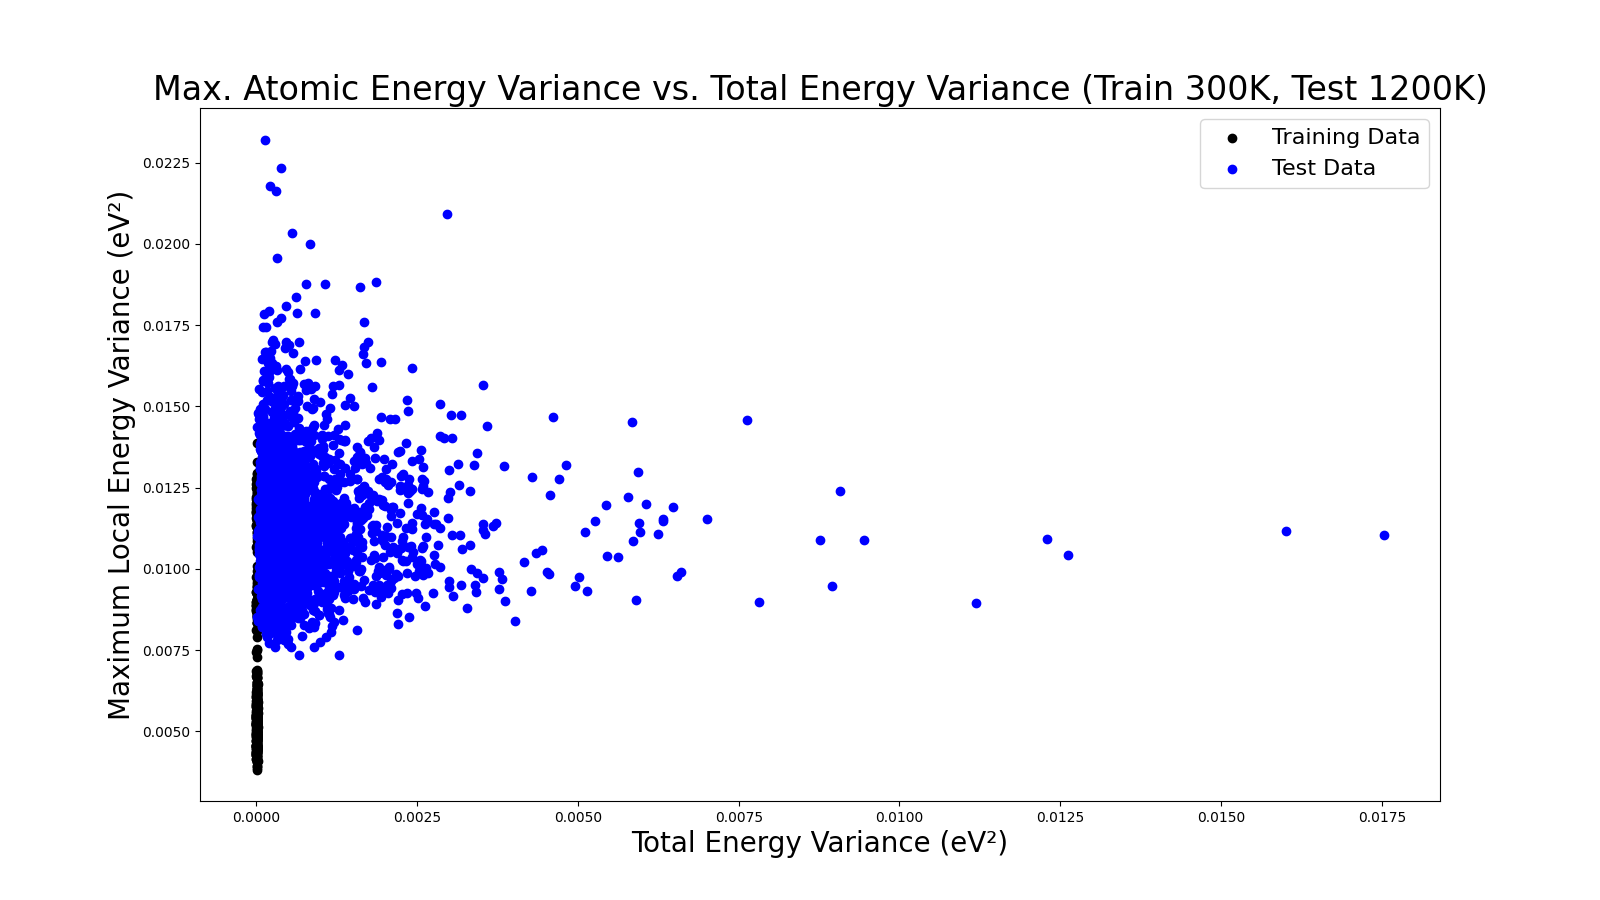 Max. Atomic Energy Variance vs. Total Energy Variance (Train 300K, Test 1200K)
Training Data
Test Data
Maximum Local Energy Variance (eV²)
0.0225
0.0200
0.0175
0.0150
0.0125
0.0100
0.0075
0.0050
0.0000 0.0025 0.0050 0.0075 0.0100 0.0125 0.0150 0.0175
Total Energy Variance (eV²)